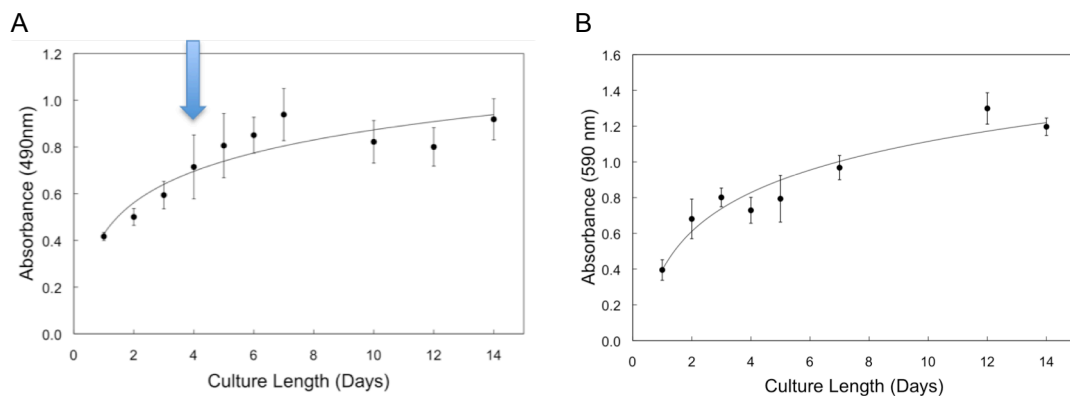 A
1.2
1.0
0.8
0.6
0.4
0.2
0.0
Absorbance (490nm)
0 2 4 6 8 10 12 14
Culture Length (Days)
B
1.6
1.4
1.2
1.0
0.8
0.6
0.4
0.2
0.0
Absorbance (590 nm)
0 2 4 6 8 10 12 14
Culture Length (Days)